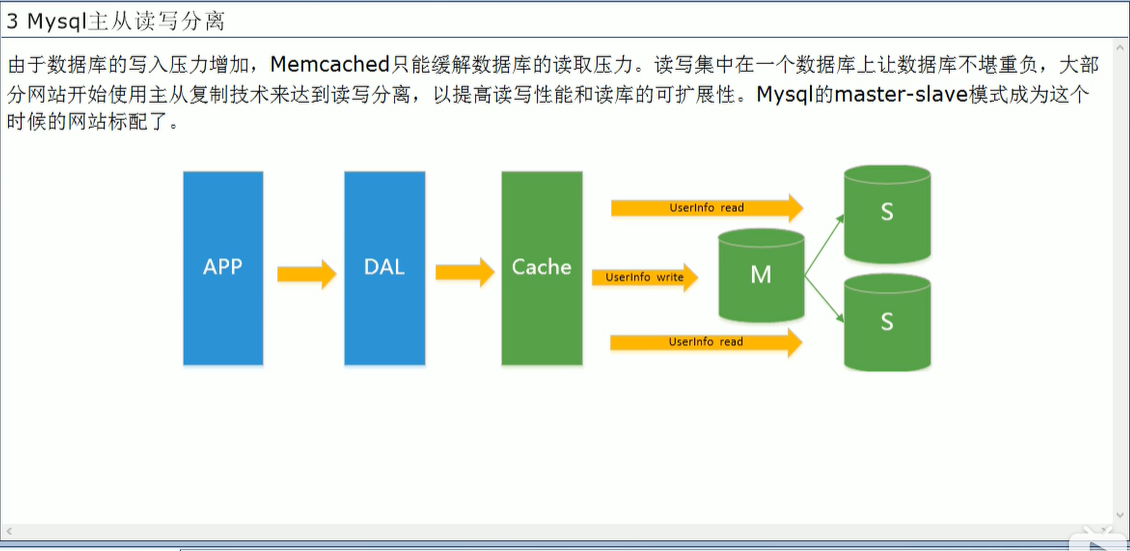 3 Mysql主从读写分离
由于数据库的写入压力增加，Memcached只能缓解数据库的读取压力。读写集中在一个数据库上让数据库不堪重负，大部
分网站开始使用主从复制技术来达到读写分离，以提高读写性能和读库的可扩展性。Mysql的master-slave模式成为这个
时候的网站标配了。
UserInfo read
S
APP
DAL
Cache
UserInfo write
M
S
UserInfo read